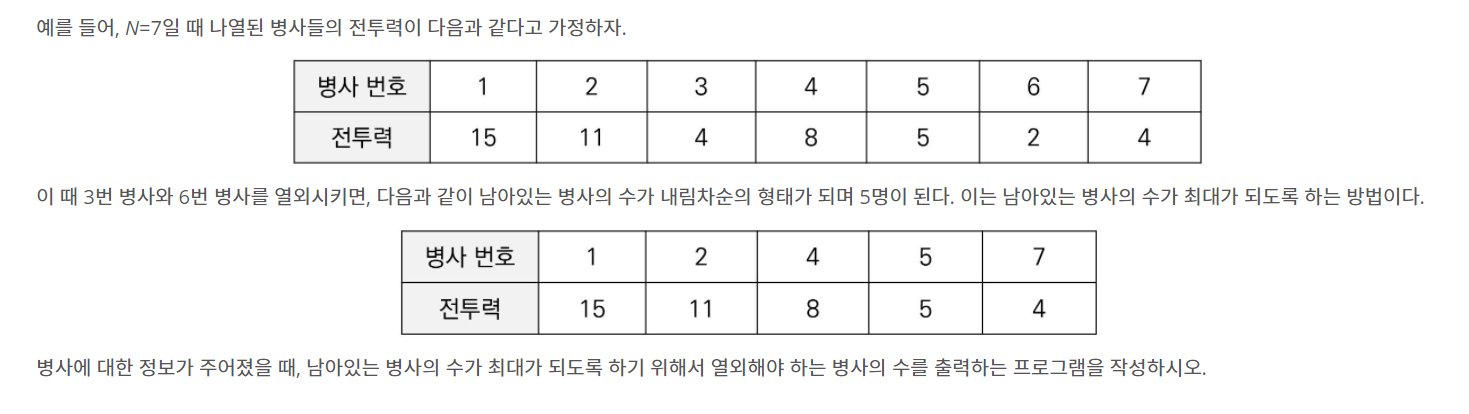 예를 들어, N=7일 때 나열된 병사들의 전투력이 다음과 같다고 가정하자.
병사 번호 1 2 3 4 5 6 7
전투력 15 11 4 8 5 2 4
이 때 3번 병사와 6번 병사를 열외시키면, 다음과 같이 남아있는 병사의 수가 내림차순의 형태가 되며 5명이 된다. 이는 남아있는 병사의 수가 최대가 되도록 하는 방법이다.
병사 번호 1 2 4 5 7
전투력 15 11 8 5 4
병사에 대한 정보가 주어졌을 때, 남아있는 병사의 수가 최대가 되도록 하기 위해서 열외해야 하는 병사의 수를 출력하는 프로그램을 작성하시오.